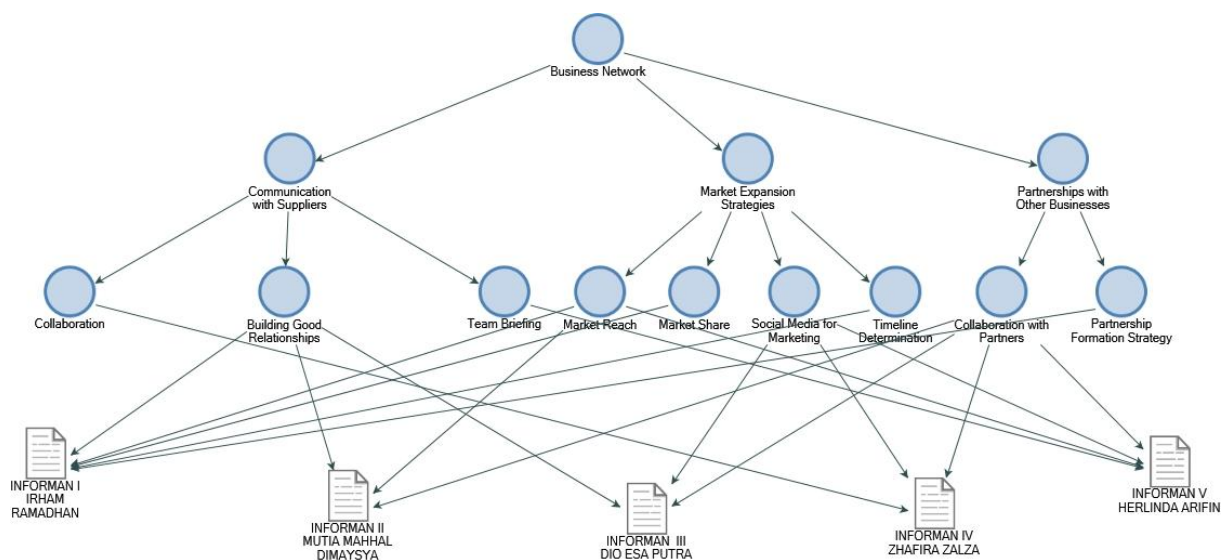 Business Network
Communication
with Suppliers
Market Expansion
Strategies
Partnerships with
Other Businesses
Collaboration
Building Good
Relationships
Team Briefing
Market Reach
Market Share
Social Media for
Marketing
Timeline
Determination
Collaboration with
Partners
Partnership
Formation Strategy
INFORMAN I
IRHAM
RAMADHAN
INFORMAN II
MUTIA MAHHAL
DIMAYSYA
INFORMAN III
DIO ESA PUTRA
INFORMAN IV
ZHAFIRA ZALZA
INFORMAN V
HERLINDA ARIFIN